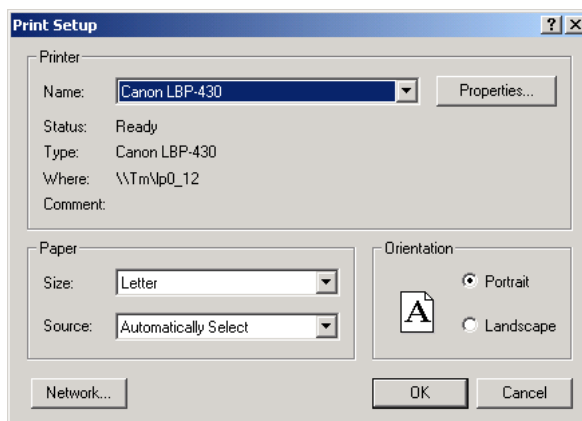 Print Setup
Printer
Name: Canon LBP-430 Properties...
Status: Ready
Type: Canon LBP-430
Where: \\Tm\lp0_12
Comment:
Paper
Size: Letter
Source: Automatically Select
Orientation
A
Portrait
Landscape
Network... OK Cancel